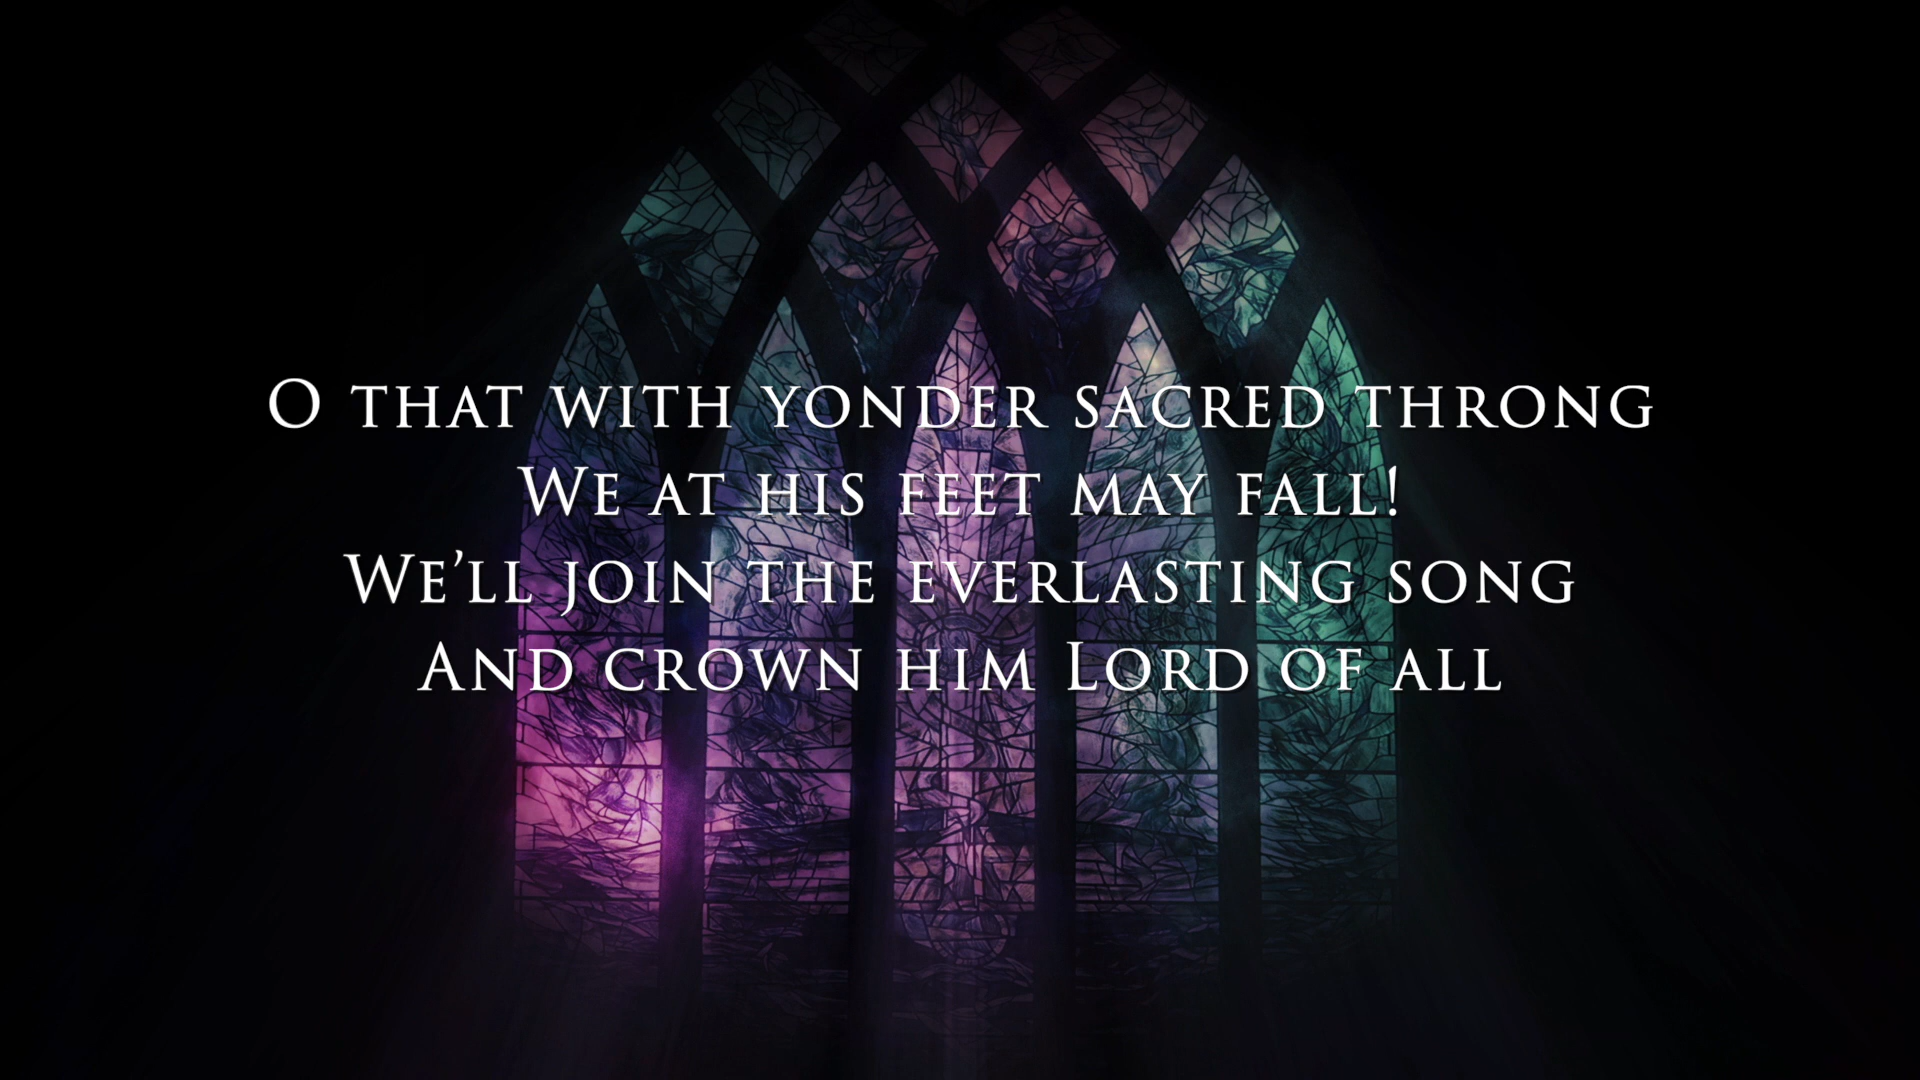 O that with yonder sacred throng
We at his feet may fall!
We’ll join the everlasting song
And crown him Lord of all